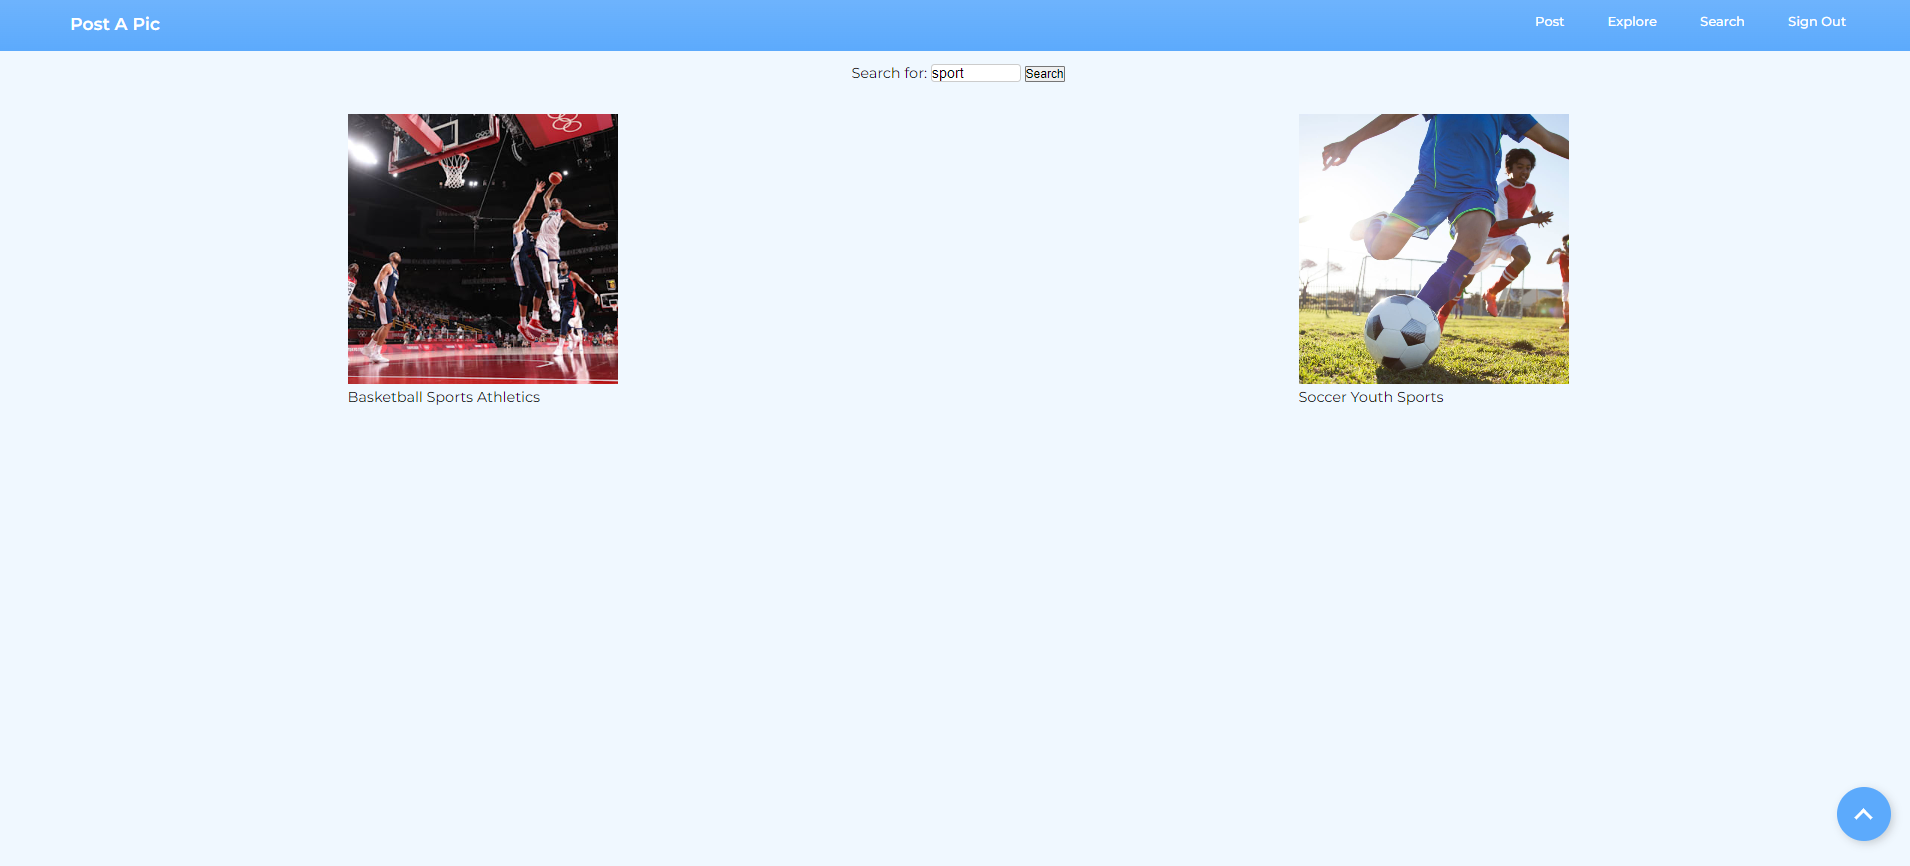 Post A Pic
Post Explore Search Sign Out
Search for: sport Search
Basketball Sports Athletics
Soccer Youth Sports